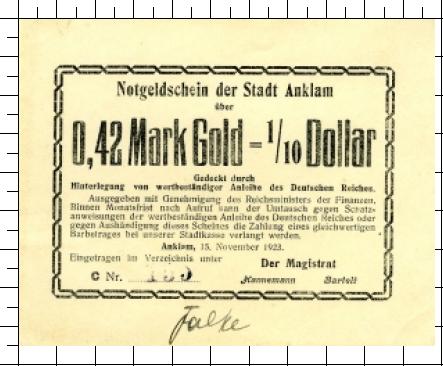 Notgeldschein der Stadt Anklam
über
0,42 Mark Gold = 1/10 Dollar
Gedeckt durch
Hinterlegung von wertbeständiger Anleihe des Deutschen Reiches.
Ausgegeben mit Genehmigung des Reichsministers der Finanzen.
Binnen Monatsfrist nach Aufruf kann der Umtausch gegen Schatz-
anweisungen der wertbeständigen Anleihe des Deutschen Reiches oder
gegen Aushändigung dieses Scheines die Zahlung eines gleichwertigen
Barbetrages bei unserer Stadtkasse verlangt werden.
Anklam, 15. November 1923.
Eingetragen im Verzeichnis unter
Der Magistrat
C Nr.
Kannemann Bartolt
Falke